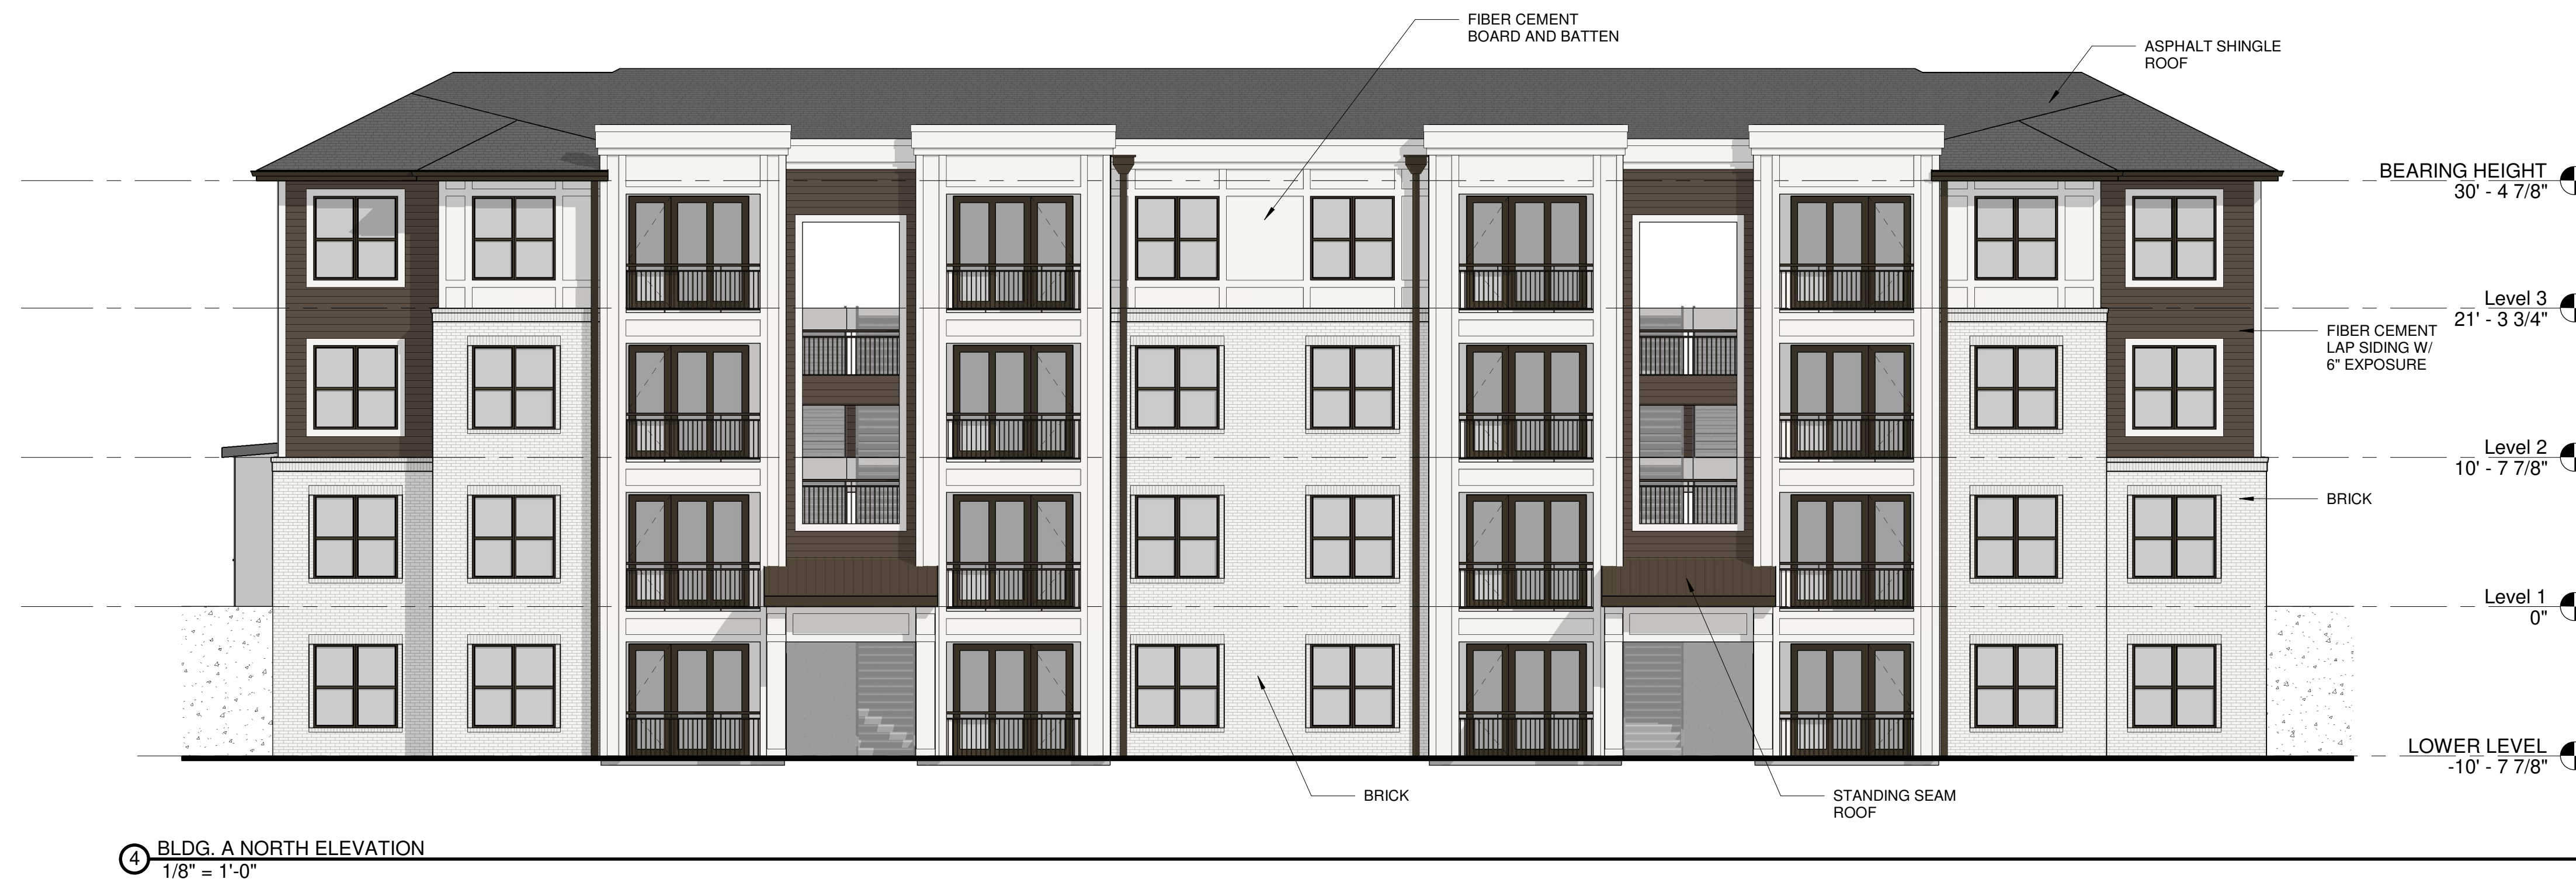 FIBER CEMENT
BOARD AND BATTEN
ASPHALT SHINGLE
ROOF
BEARING HEIGHT
30' - 4 7/8"
Level 3
21' - 3 3/4"
FIBER CEMENT
LAP SIDING W/
6" EXPOSURE
Level 2
10' - 7 7/8"
BRICK
Level 1
0"
LOWER LEVEL
-10' - 7 7/8"
BRICK
STANDING SEAM
ROOF
4
BLDG. A NORTH ELEVATION
1/8" = 1'-0"